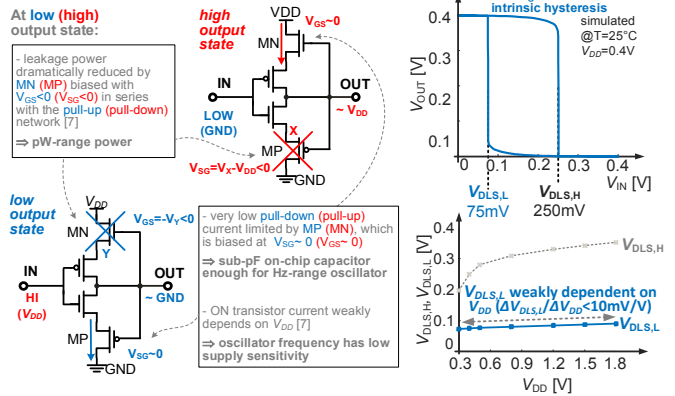 At low (high)
output state:
- leakage power
dramatically reduced by
MN (MP) biased with
VGS<0 (VSG<0) in series
with the pull-up (pull-down)
network [7]
⇒ pW-range power
high
output
state
VDD
VGS~0
MN
IN
OUT
LOW
(GND)
~ VDD
X
MP
VSG=VX-VDD<0
GND
low
output
state
VDD
VGS=-VY<0
MN
Y
IN
OUT
HI
(VDD)
~ GND
MP
VSG~0
GND
- very low pull-down (pull-up)
current limited by MP (MN), which
is biased at VSG~ 0 (VGS~ 0)
⇒ sub-pF on-chip capacitor
enough for Hz-range oscillator
- ON transistor current weakly
depends on VDD [7]
⇒ oscillator frequency has low
supply sensitivity
intrinsic hysteresis
simulated
@T=25°C
VDD=0.4V
VOUT [V]
0.4
0.3
0.2
0.1
0.1 0.2 0.3 0.4
VIN [V]
VDLS,L
75mV
VDLS,H
250mV
VDLS,H, VDLS,L [V]
0.4
0.3
0.2
0.1
0
VDLS,H
VDLS,L weakly dependent on
VDD (ΔVDLS,L/ΔVDD<10mV/V)
VDLS,L
0.3 0.6 0.9 1.2 1.5 1.8
VDD [V]